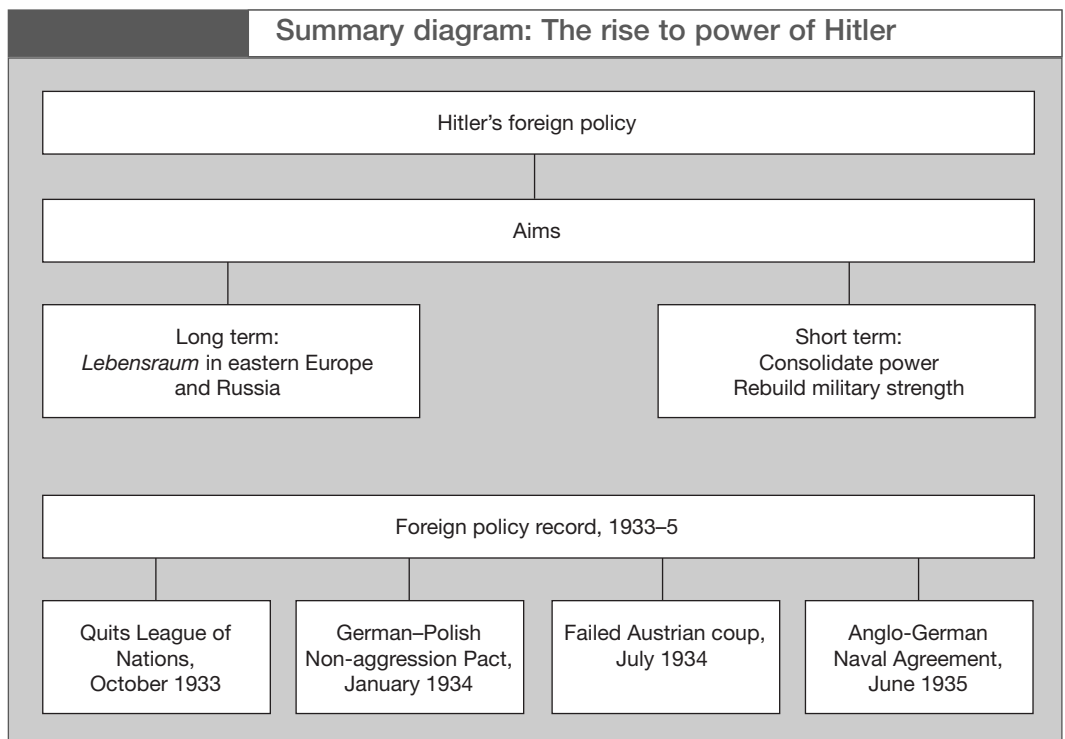 Summary diagram: The rise to power of Hitler
Hitler’s foreign policy
Aims
Long term:
Lebensraum in eastern Europe
and Russia
Short term:
Consolidate power
Rebuild military strength
Foreign policy record, 1933–5
Quits League of
Nations,
October 1933
German–Polish
Non-aggression Pact,
January 1934
Failed Austrian coup,
July 1934
Anglo-German
Naval Agreement,
June 1935